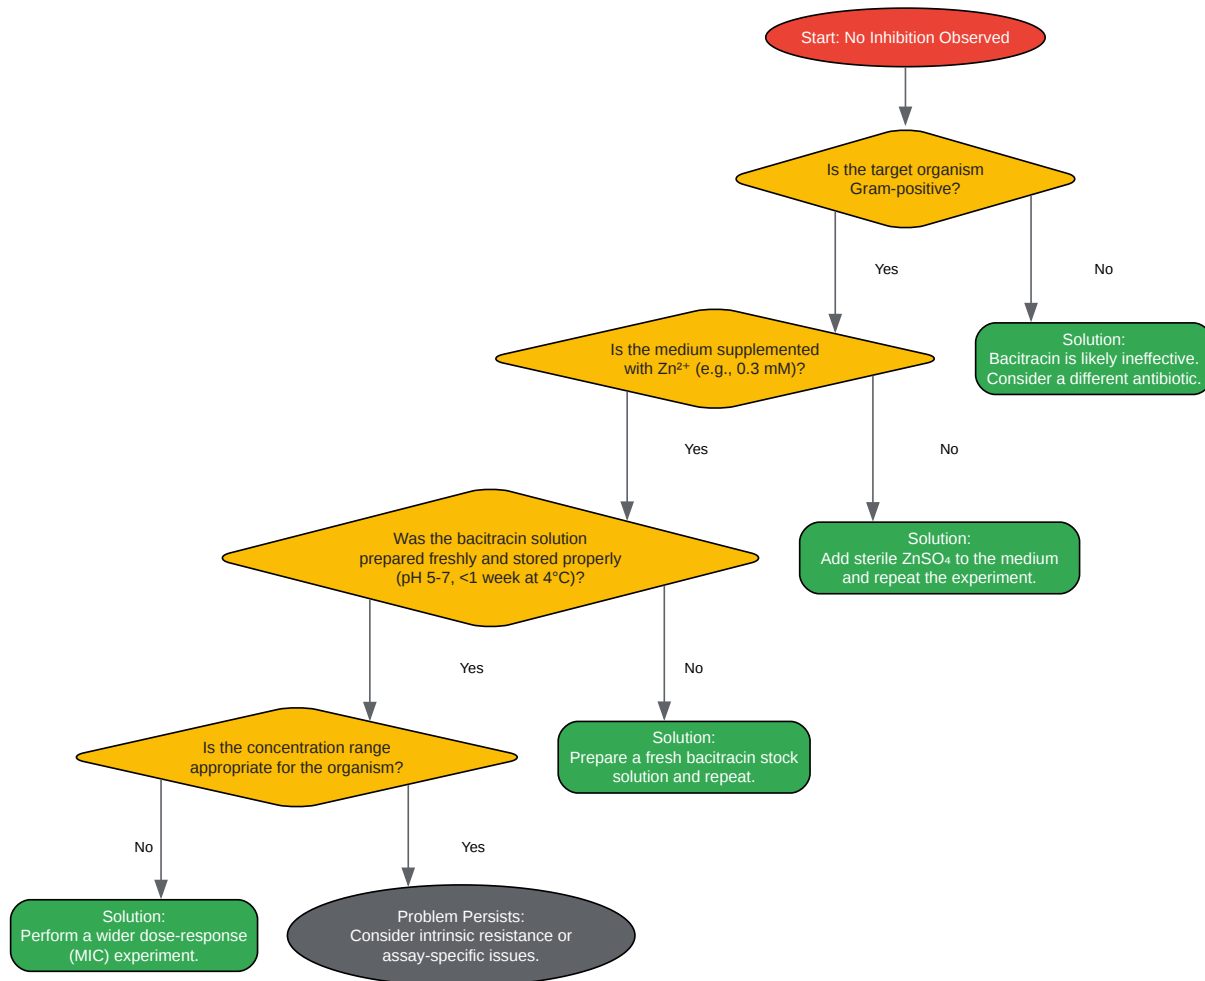 Start: No Inhibition Observed
Is the target organism
Gram-positive?
Yes
No
Solution:
Bacitracin is likely ineffective.
Consider a different antibiotic.
Is the medium supplemented
with Zn²⁺ (e.g., 0.3 mM)?
Yes
No
Solution:
Add sterile ZnSO₄ to the medium
and repeat the experiment.
Was the bacitracin solution
prepared freshly and stored properly
(pH 5-7, <1 week at 4°C)?
Yes
No
Solution:
Prepare a fresh bacitracin stock
solution and repeat.
Is the concentration range
appropriate for the organism?
No
Yes
Solution:
Perform a wider dose-response
(MIC) experiment.
Problem Persists:
Consider intrinsic resistance or
assay-specific issues.